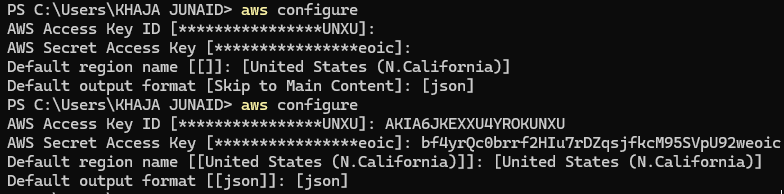 PS C:\Users\KHAJA JUNAID> aws configure
AWS Access Key ID [****************UNXU]:
AWS Secret Access Key [****************eoic]:
Default region name [[]]: [United States (N.California)]
Default output format [Skip to Main Content]: [json]
PS C:\Users\KHAJA JUNAID> aws configure
AWS Access Key ID [****************UNXU]: AKIA6JKEXXU4YROKUNXU
AWS Secret Access Key [****************eoic]: 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
Default region name [[United States (N.California)]]: [United States (N.California)]
Default output format [[json]]: [json]